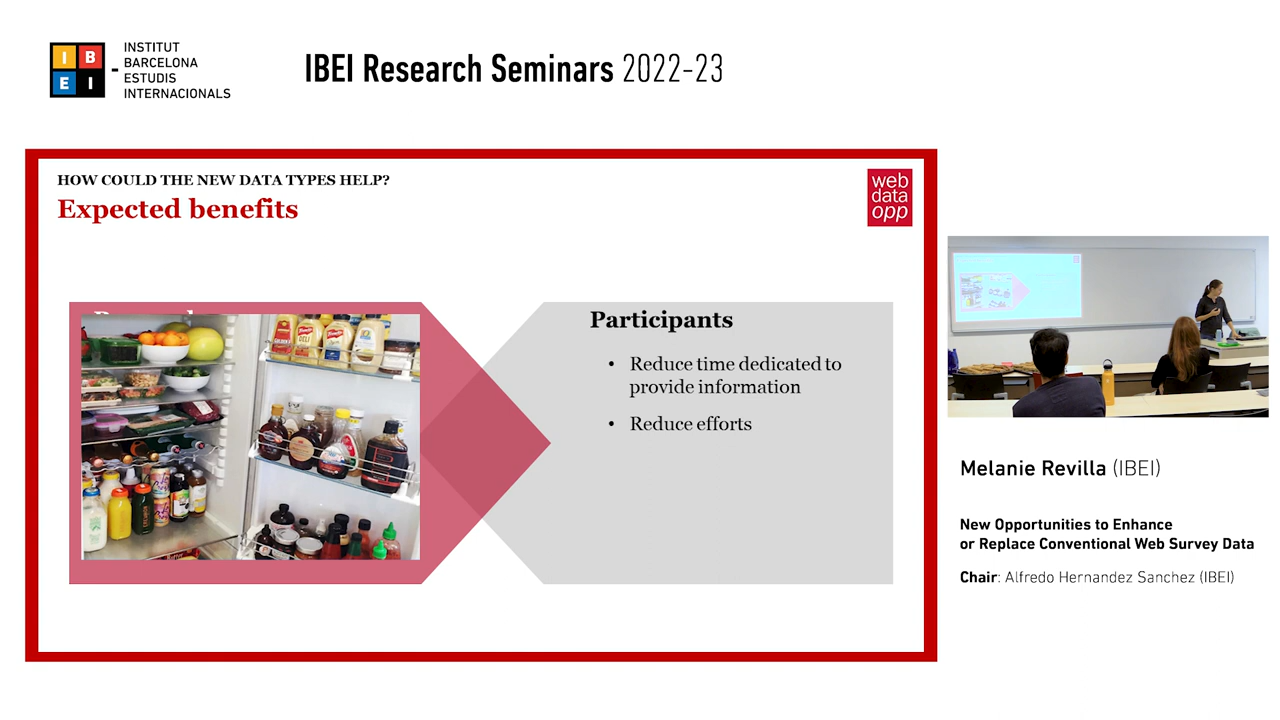 I B
E I
INSTITUT
BARCELONA
ESTUDIS
INTERNACIONALS
IBEI Research Seminars 2022-23
HOW COULD THE NEW DATA TYPES HELP?
Expected benefits
web
data
opp
Participants
• Reduce time dedicated to
provide information
• Reduce efforts
Melanie Revilla (IBEI)
New Opportunities to Enhance
or Replace Conventional Web Survey Data
Chair: Alfredo Hernandez Sanchez (IBEI)